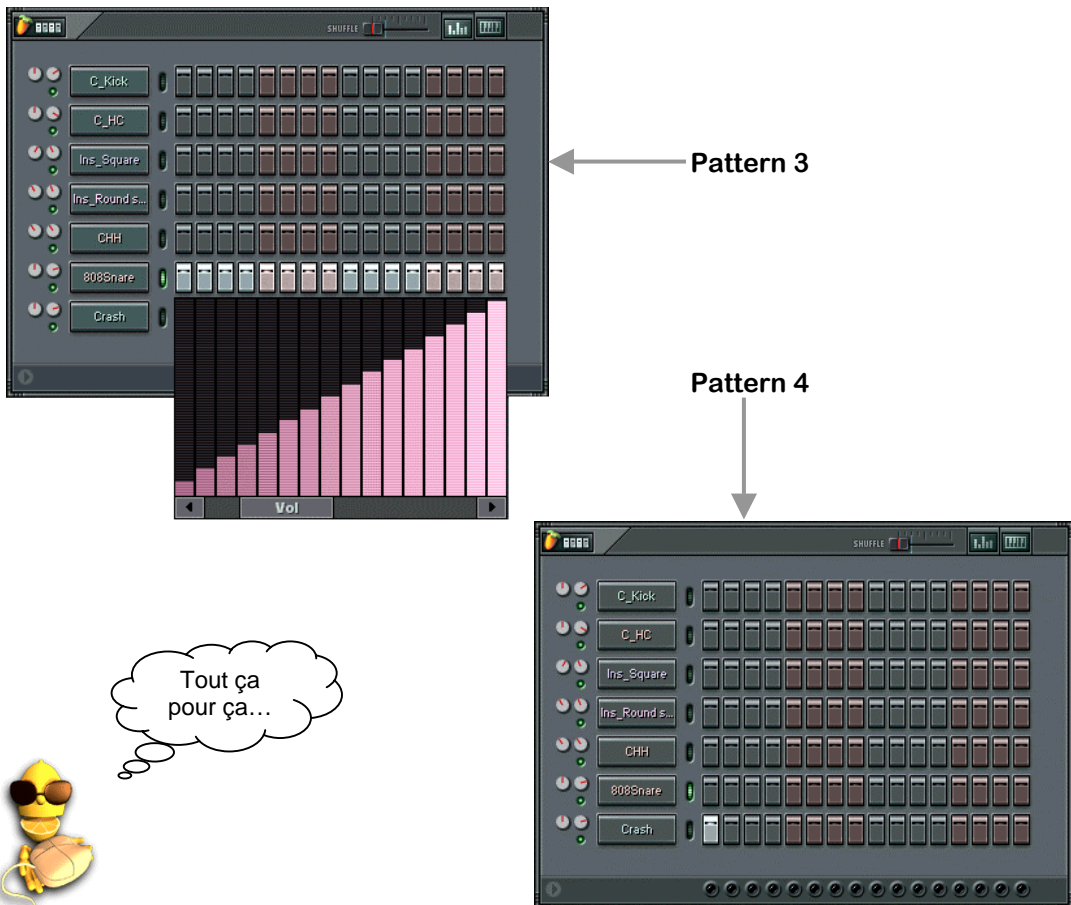 SHUFFLE
C_Kick
C_HC
Ins_Square
Ins_Round s...
CHH
808Snare
Crash
Vol
Pattern 3
Pattern 4
SHUFFLE
C_Kick
C_HC
Ins_Square
Ins_Round s...
CHH
808Snare
Crash
Tout ça
pour ça…